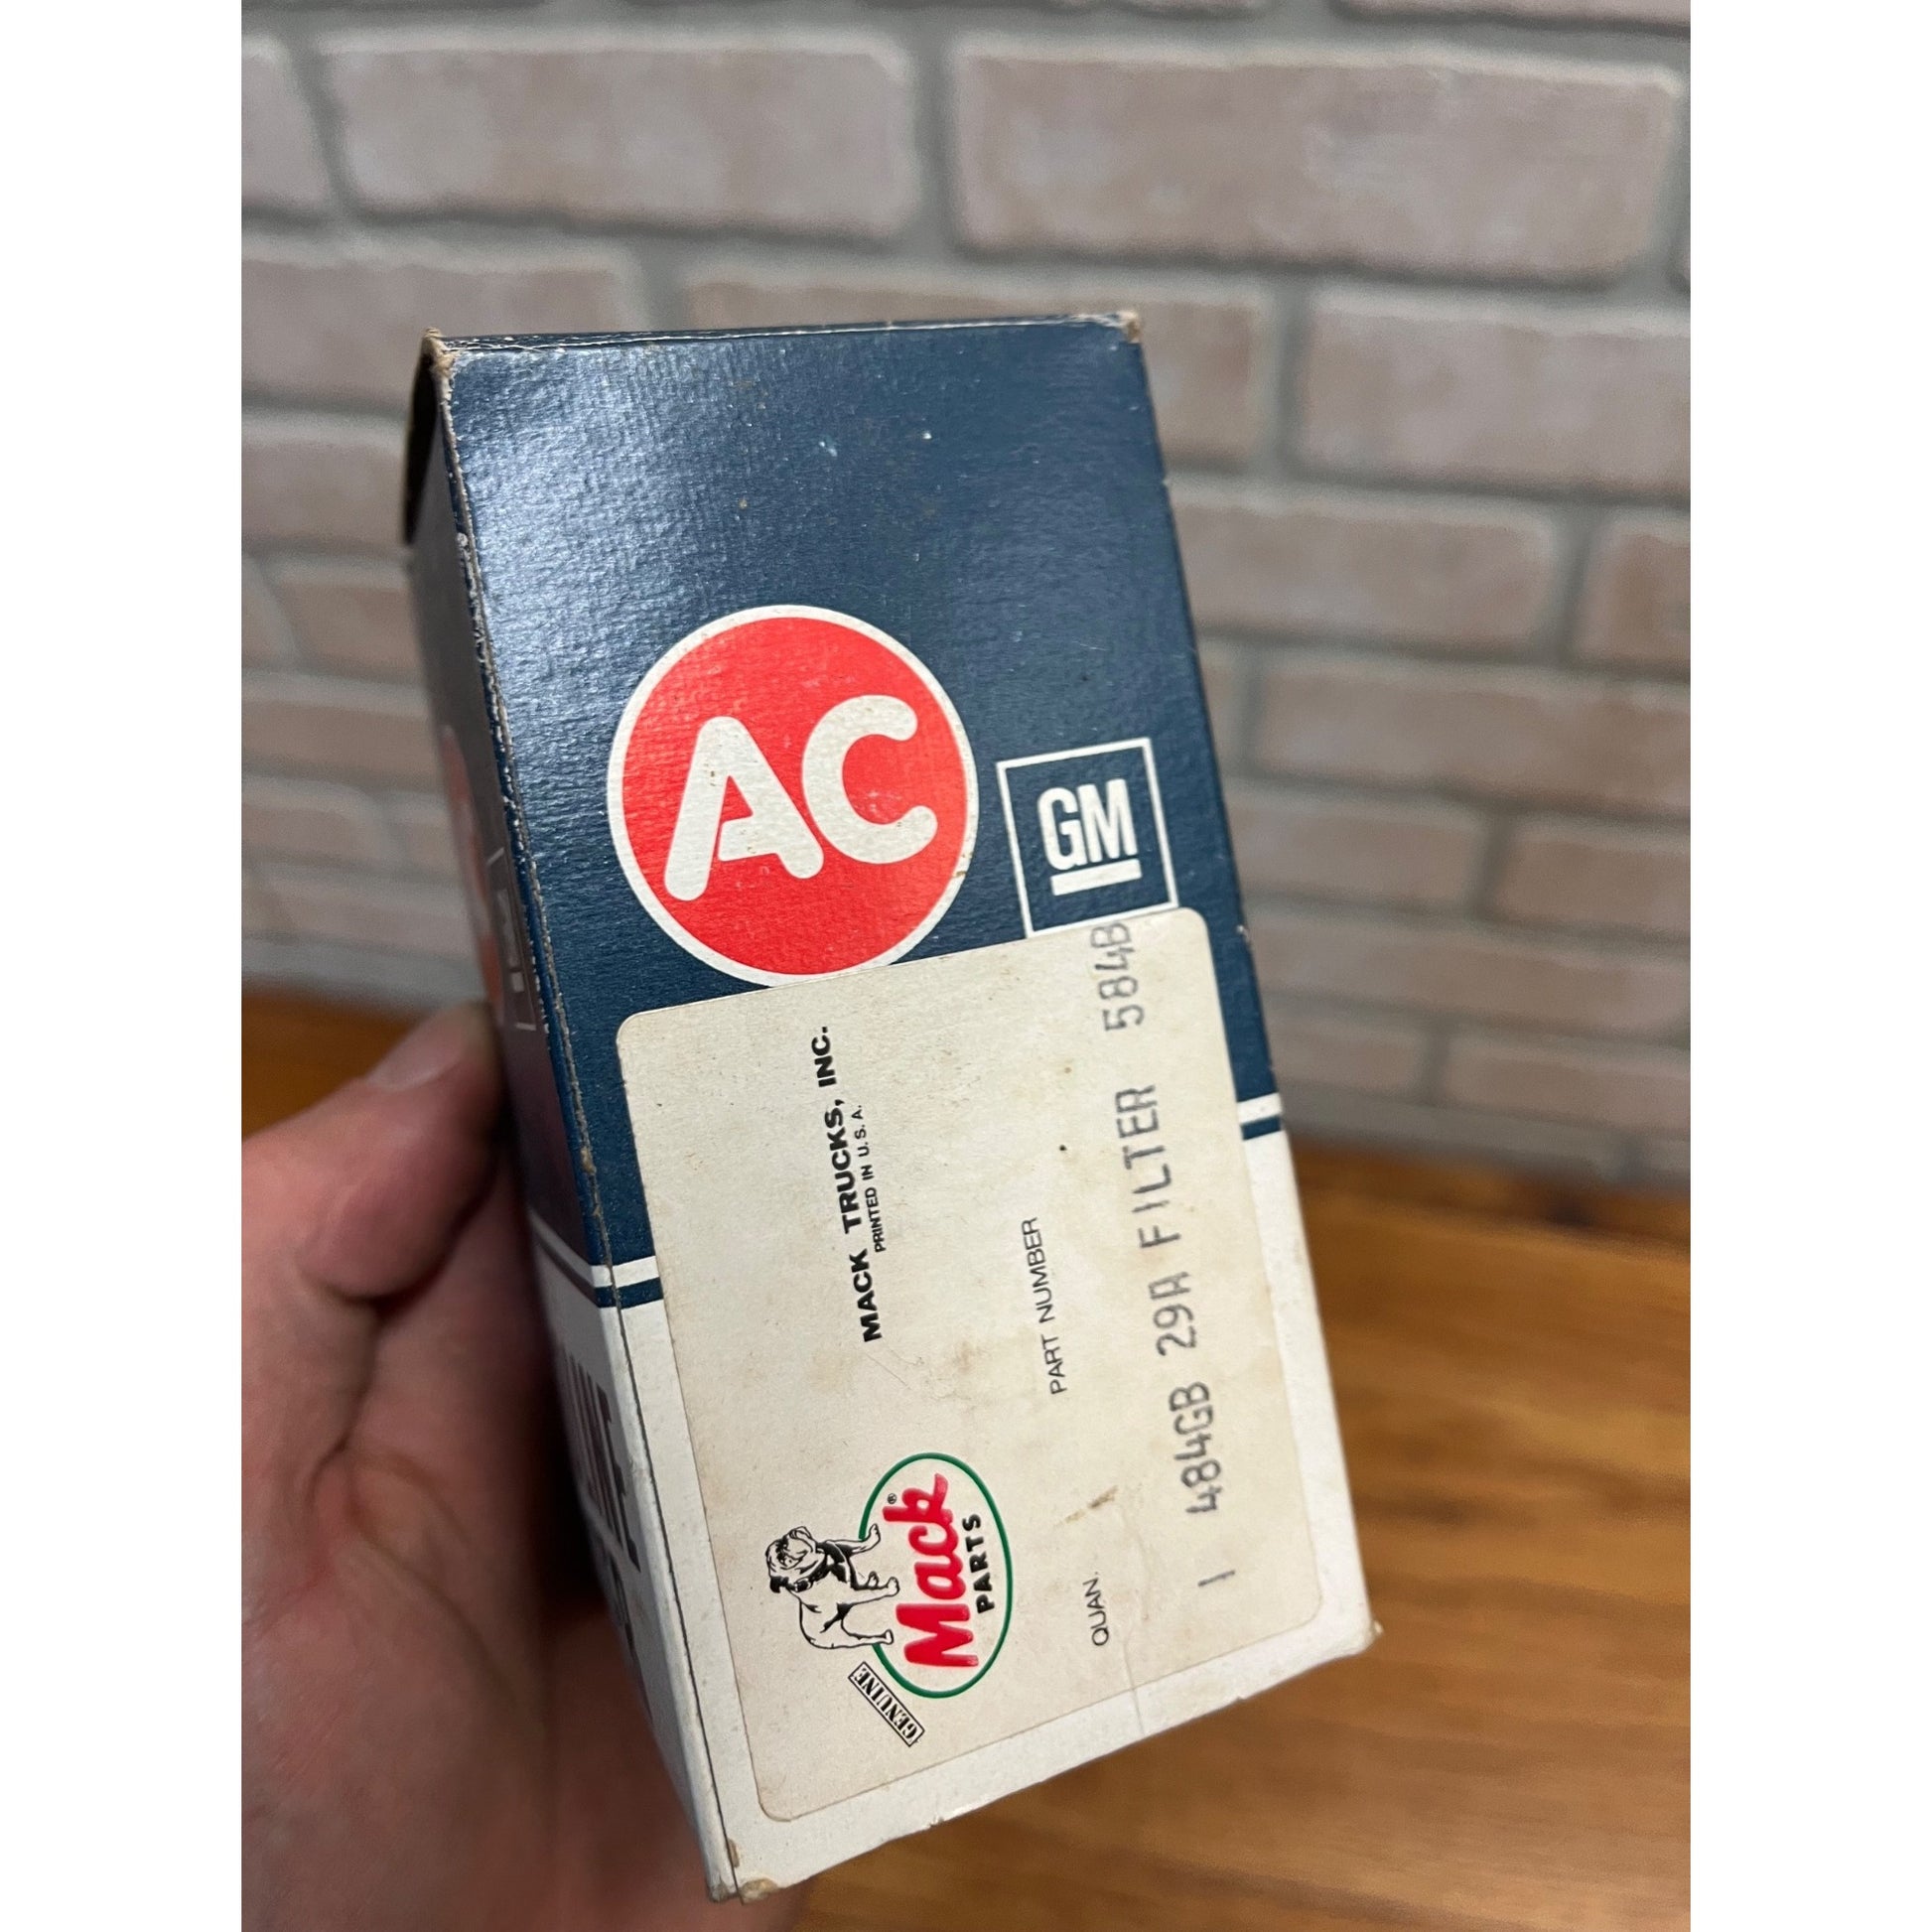 AC
GM
MACK TRUCKS, INC.
PRINTED IN U. S. A.
GENUINE
Mack®
PARTS
QUAN. PART NUMBER
1 484GB 29A FILTER 584B